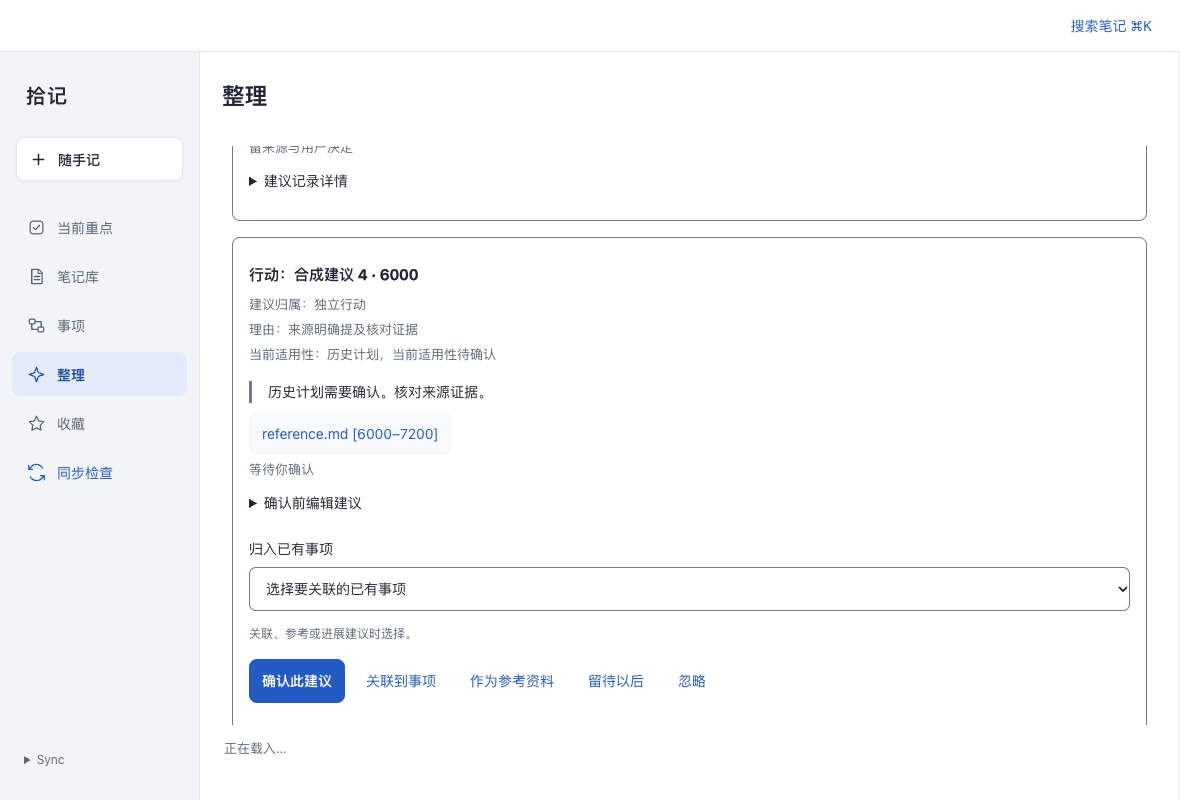 搜索笔记 ⌘K
拾记
随手记
当前重点
笔记库
事项
整理
收藏
同步检查
Sync
整理
留来源与用户决定
建议记录详情
行动：合成建议 4 · 6000
建议归属：独立行动
理由：来源明确提及核对证据
当前适用性：历史计划，当前适用性待确认
历史计划需要确认。核对来源证据。
reference.md [6000–7200]
等待你确认
确认前编辑建议
归入已有事项
选择要关联的已有事项
关联、参考或进展建议时选择。
确认此建议 关联到事项 作为参考资料 留待以后 忽略
正在载入…